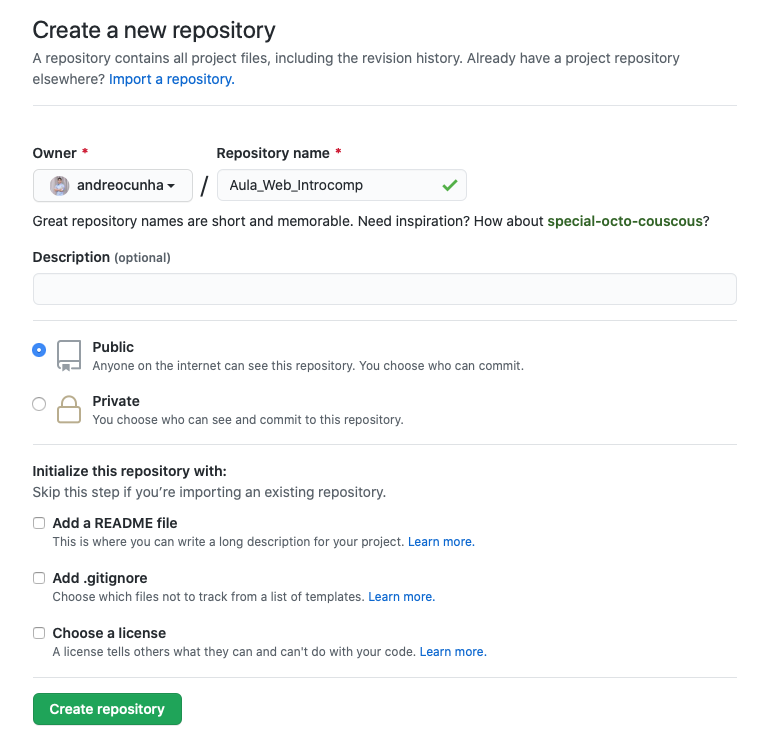 Create a new repository
A repository contains all project files, including the revision history. Already have a project repository
elsewhere? Import a repository.
Owner * Repository name *
andreocunha / Aula_Web_Introcomp
Great repository names are short and memorable. Need inspiration? How about special-octo-couscous?
Description (optional)
Public
Anyone on the internet can see this repository. You choose who can commit.
Private
You choose who can see and commit to this repository.
Initialize this repository with:
Skip this step if you’re importing an existing repository.
Add a README file
This is where you can write a long description for your project. Learn more.
Add .gitignore
Choose which files not to track from a list of templates. Learn more.
Choose a license
A license tells others what they can and can't do with your code. Learn more.
Create repository